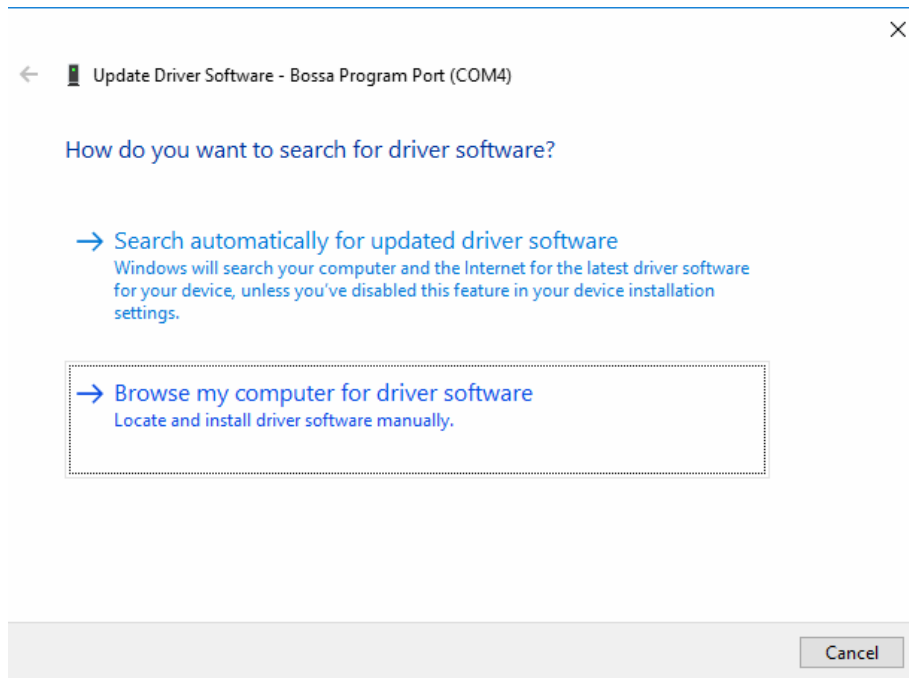 Update Driver Software - Bossa Program Port (COM4)
How do you want to search for driver software?
Search automatically for updated driver software
Windows will search your computer and the Internet for the latest driver software
for your device, unless you've disabled this feature in your device installation
settings.
Browse my computer for driver software
Locate and install driver software manually.
Cancel